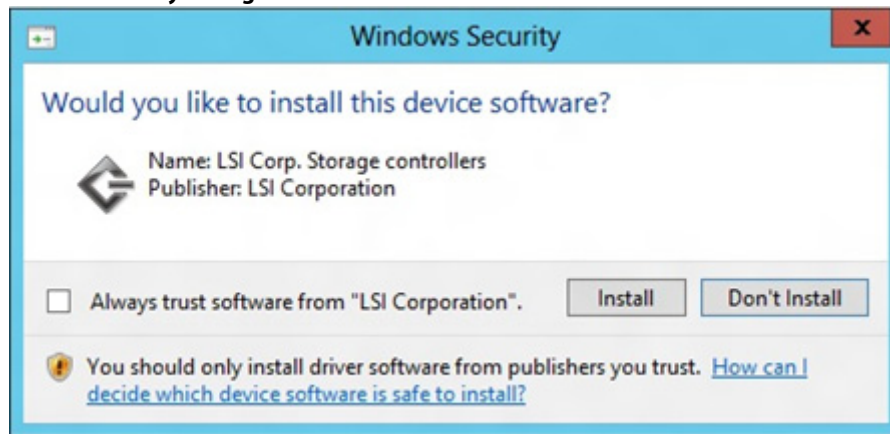 Windows Security
x
Would you like to install this device software?
Name: LSI Corp. Storage controllers
Publisher: LSI Corporation
Always trust software from "LSI Corporation".
Install
Don't Install
You should only install driver software from publishers you trust. How can I
decide which device software is safe to install?